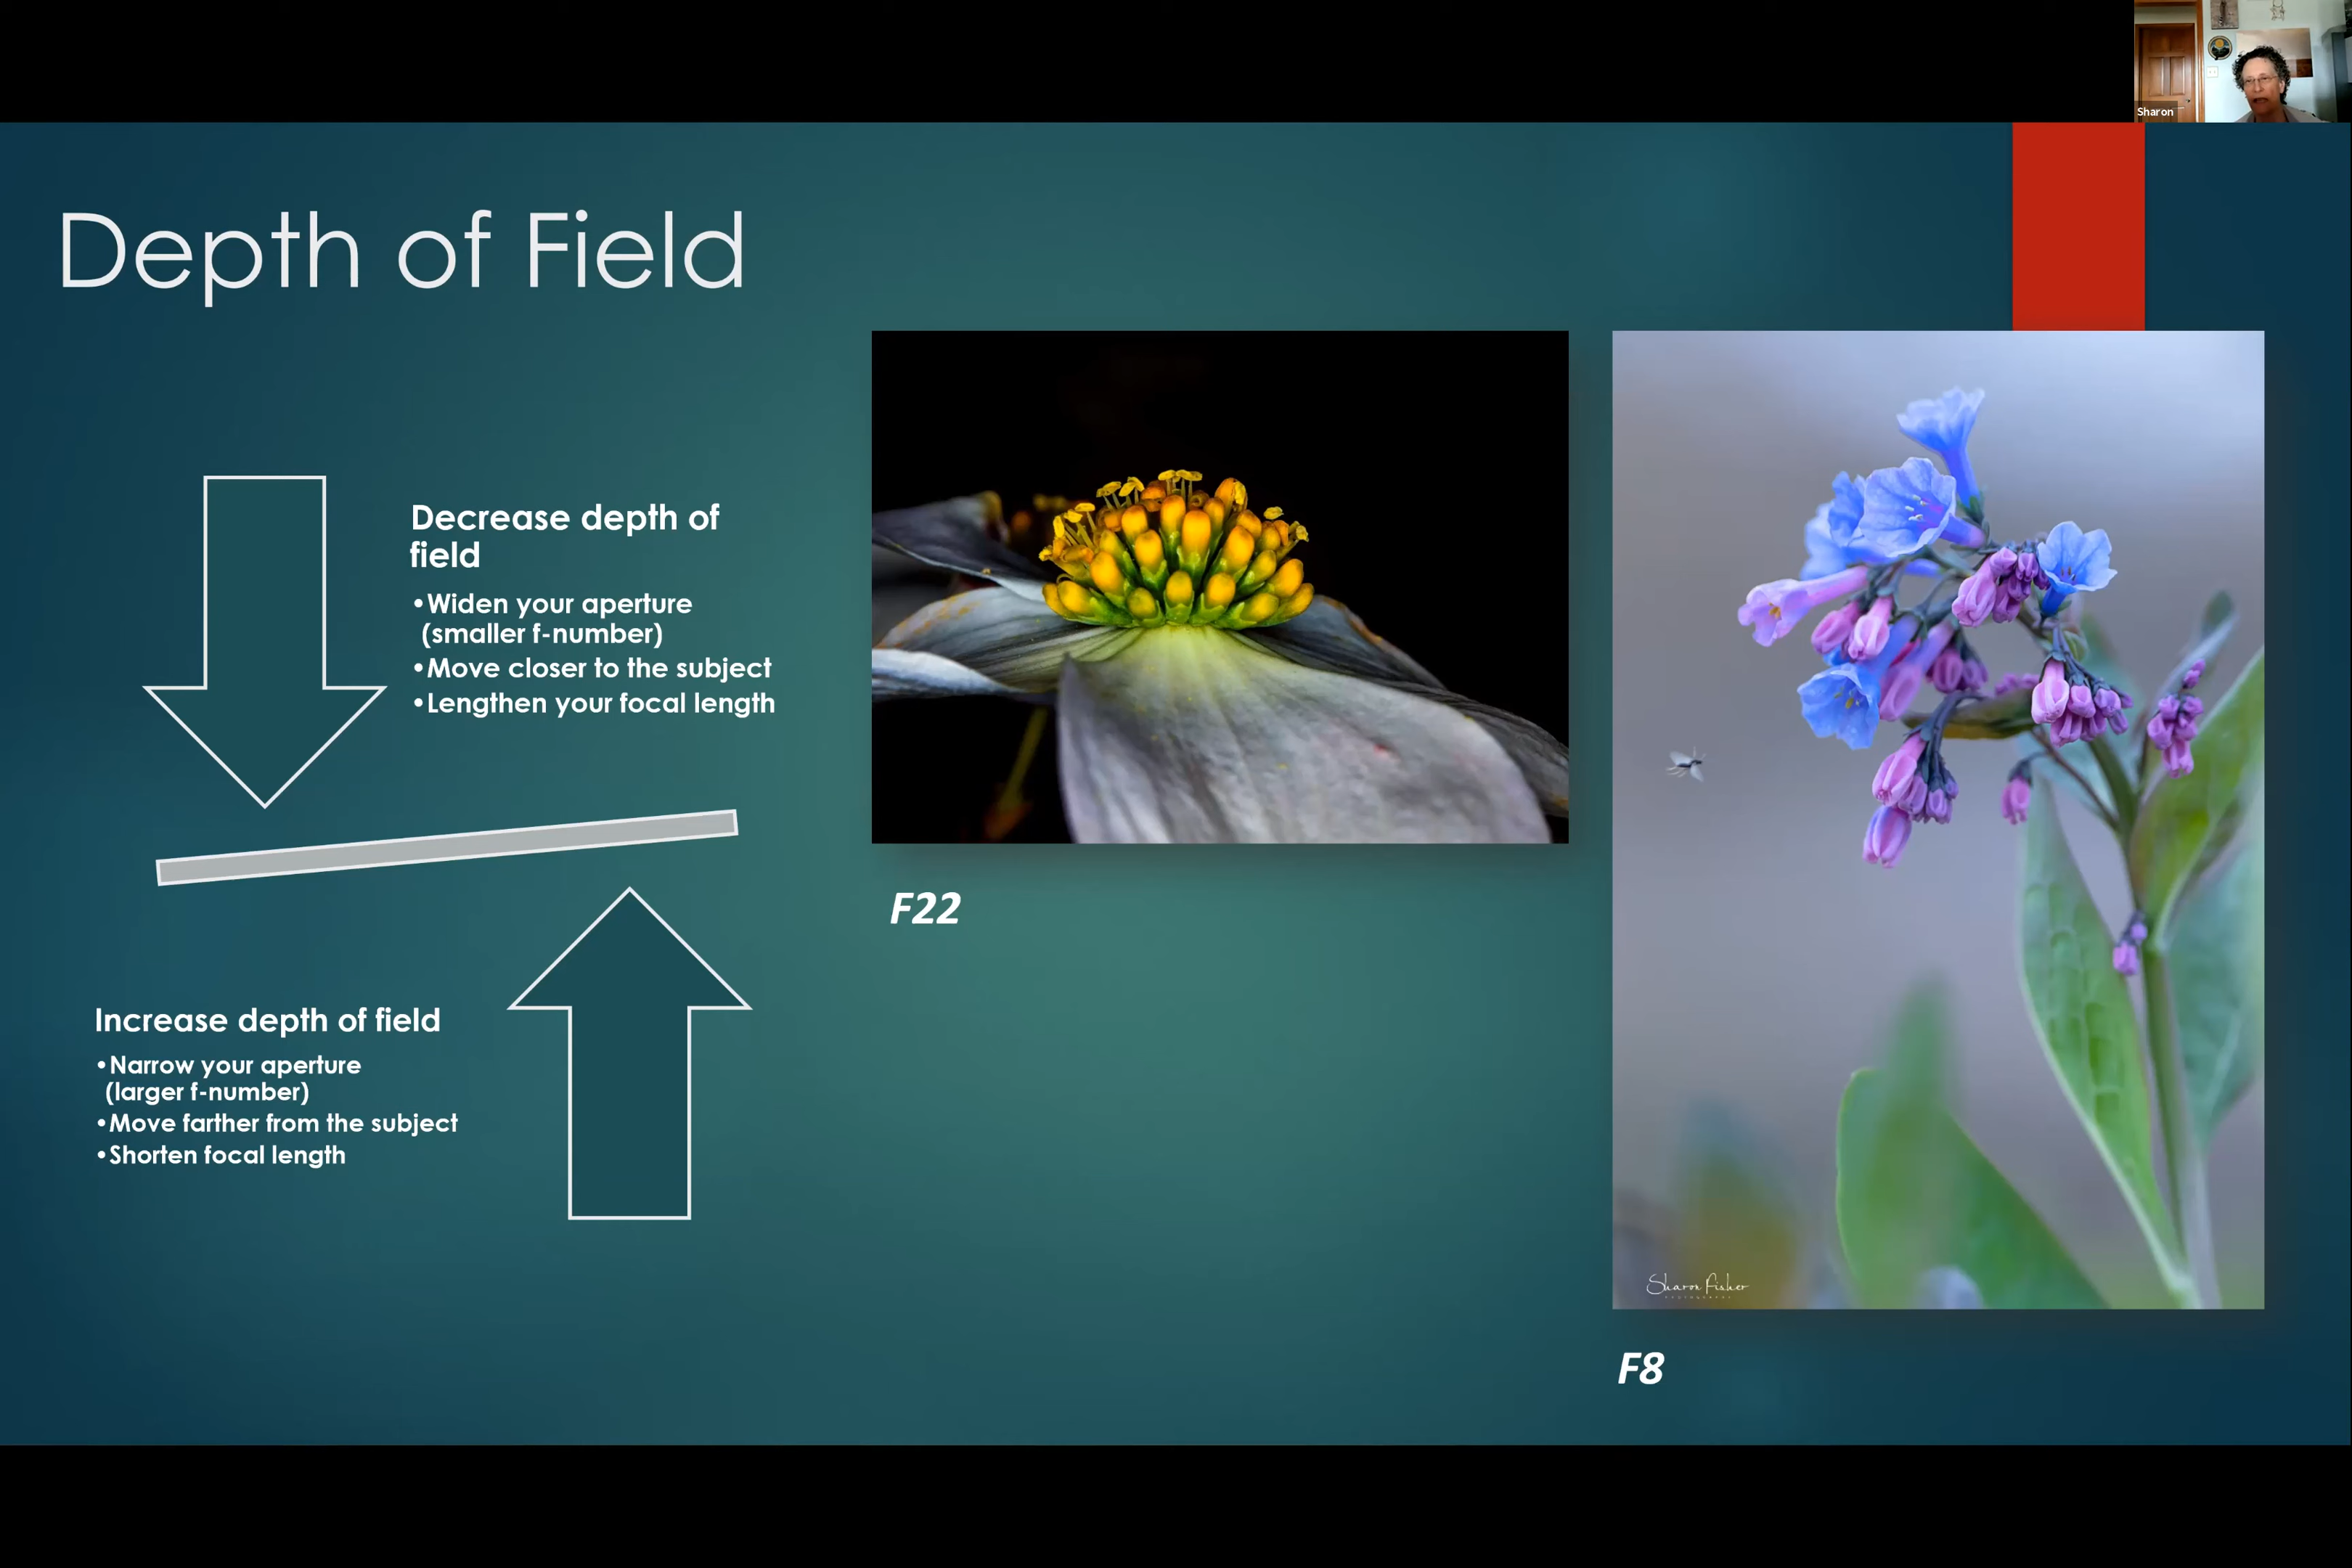 Sharon
Depth of Field
Decrease depth of
field
•Widen your aperture
(smaller f-number)
•Move closer to the subject
•Lengthen your focal length
Increase depth of field
•Narrow your aperture
(larger f-number)
•Move farther from the subject
•Shorten focal length
F22
Sharon Fisher
F8